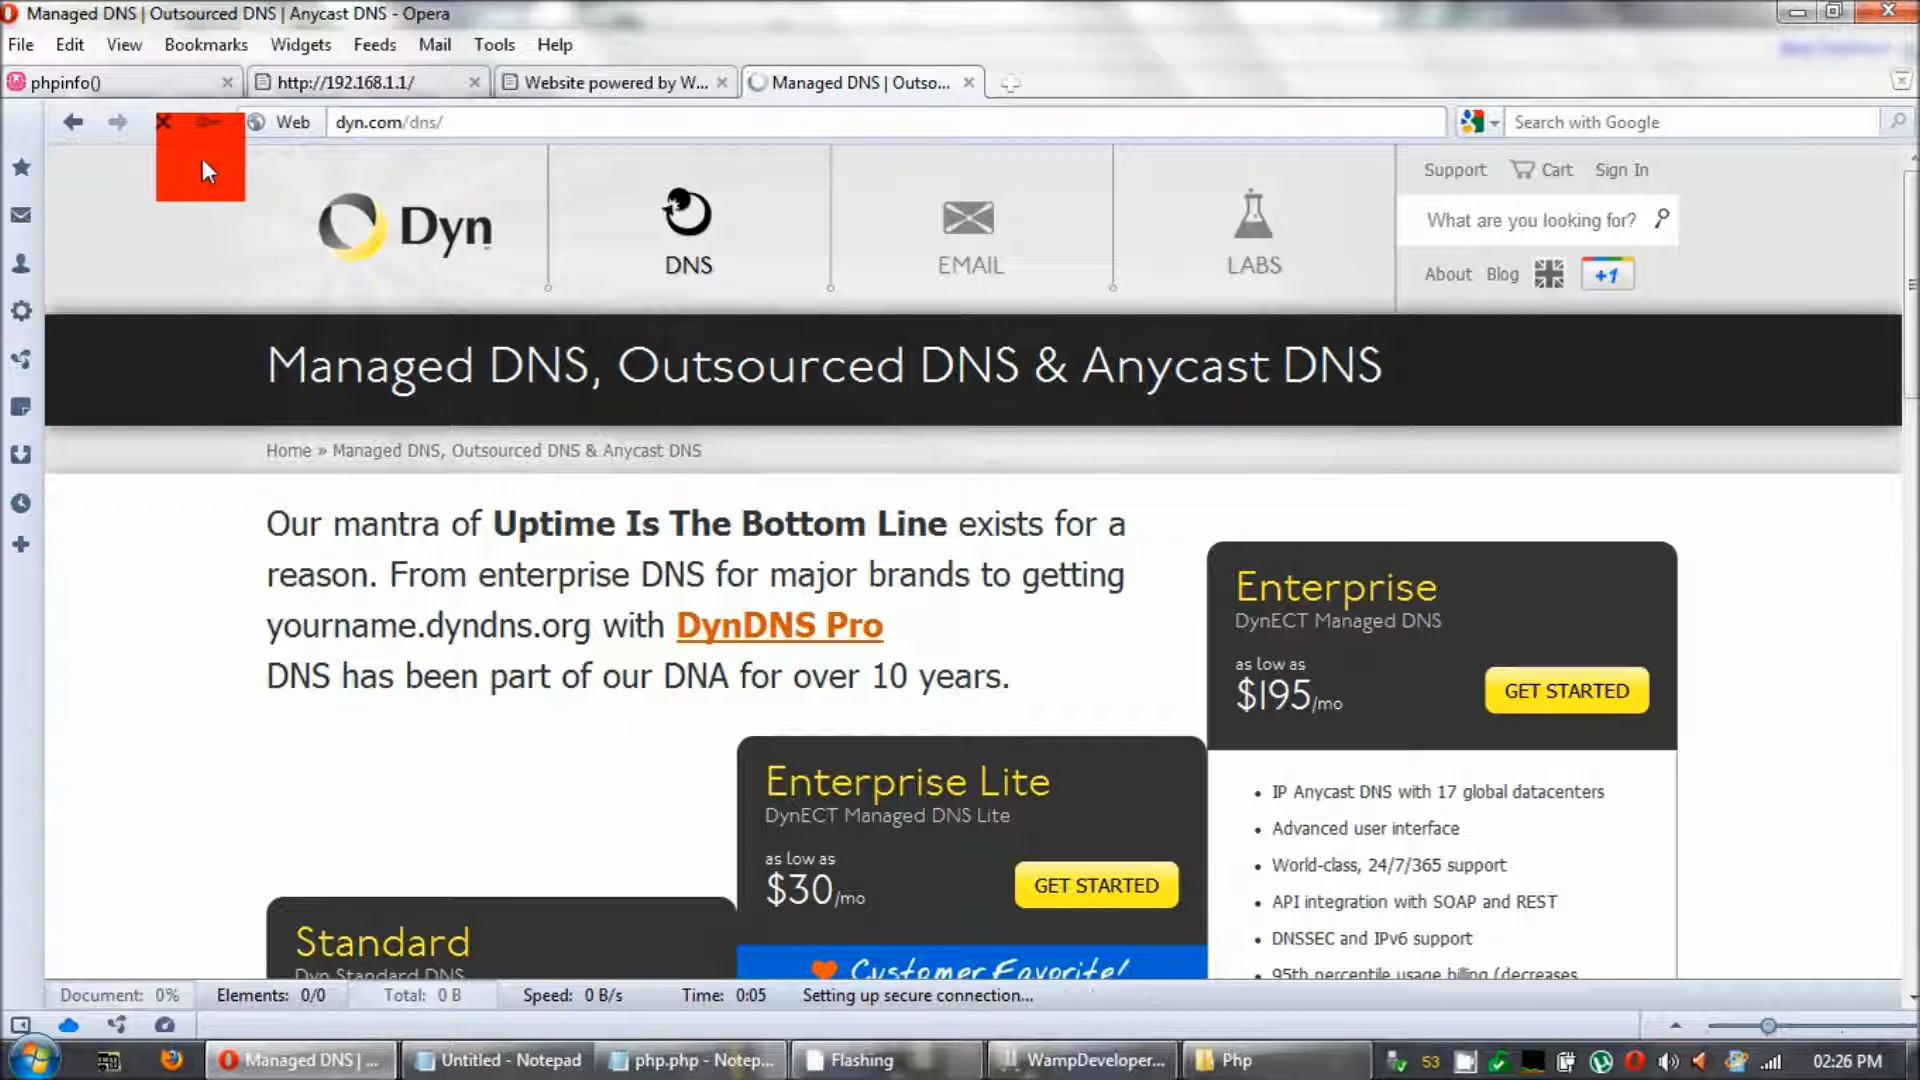 Managed DNS | Outsourced DNS | Anycast DNS - Opera
File Edit View Bookmarks Widgets Feeds Mail Tools Help
phpinfo()
http://192.168.1.1/
Website powered by W...
Managed DNS | Outso...
Web
dyn.com/dns/
Search with Google
Dyn
DNS
EMAIL
LABS
Support Cart Sign In
What are you looking for?
About Blog +1
Managed DNS, Outsourced DNS & Anycast DNS
Home » Managed DNS, Outsourced DNS & Anycast DNS
Our mantra of Uptime Is The Bottom Line exists for a
reason. From enterprise DNS for major brands to getting
yourname.dyndns.org with DynDNS Pro
DNS has been part of our DNA for over 10 years.
Enterprise
DynECT Managed DNS
as low as
$195/mo
GET STARTED
IP Anycast DNS with 17 global datacenters
Advanced user interface
World-class, 24/7/365 support
API integration with SOAP and REST
DNSSEC and IPv6 support
95th percentile usage billing (decreases
Enterprise Lite
DynECT Managed DNS Lite
as low as
$30/mo
GET STARTED
Customer Favorite!
Standard
Dyn Standard DNS
Document: 0% Elements: 0/0 Total: 0 B Speed: 0 B/s Time: 0:05 Setting up secure connection...
Managed DNS | ...
Untitled - Notepad
php.php - Notep...
Flashing
WampDeveloper...
Php
53
02:26 PM